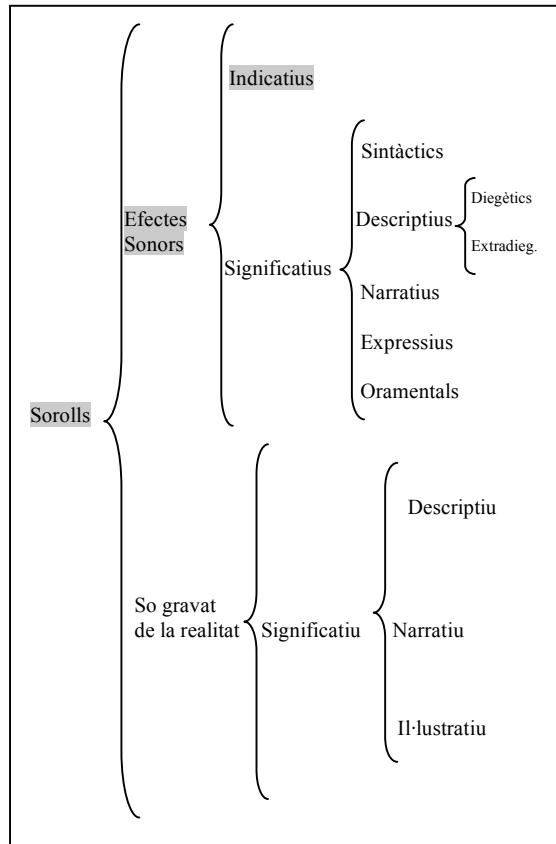 Indicatius
Sintàctics
Diegètics
Efectes
Sonors
Descriptius
Extradieg.
Significatius
Narratius
Expressius
Oramentals
Sorolls
Descriptiu
So gravat
de la realitat
Significatiu
Narratiu
Il·lustratiu